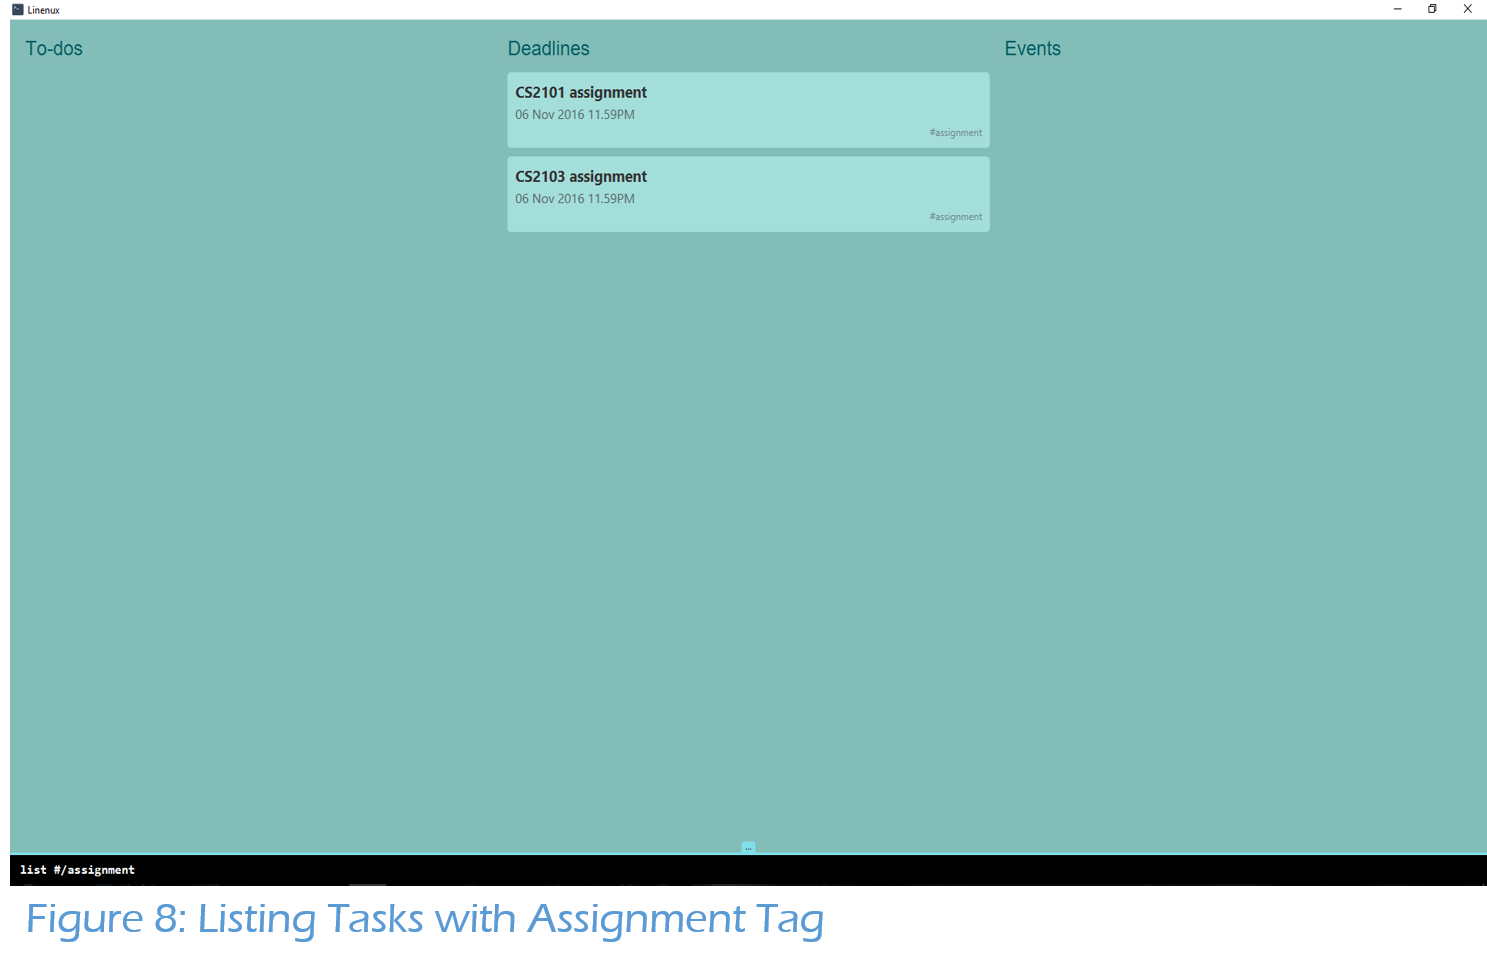 Linenux
To-dos
Deadlines
Events
CS2101 assignment
06 Nov 2016 11.59PM
#assignment
CS2103 assignment
06 Nov 2016 11.59PM
#assignment
...
list #/assignment
Figure 8: Listing Tasks with Assignment Tag